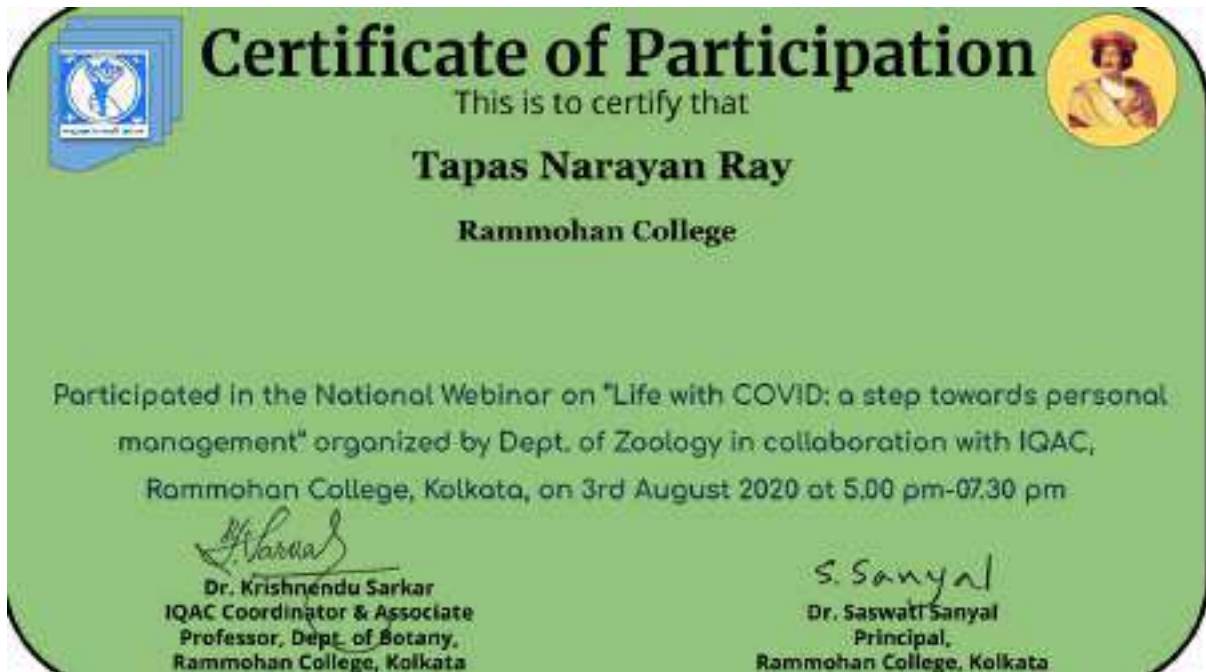 Certificate of Participation
This is to certify that
Tapas Narayan Ray
Rammohan College
Participated in the National Webinar on "Life with COVID: a step towards personal
management" organized by Dept. of Zoology in collaboration with IQAC,
Rammohan College, Kolkata, on 3rd August 2020 at 5.00 pm-07.30 pm
S. Sanyal
Dr. Krishnendu Sarkar
IQAC Coordinator & Associate
Professor, Dept. of Botany,
Rammohan College, Kolkata
Dr. Saswati Sanyal
Principal,
Rammohan College, Kolkata